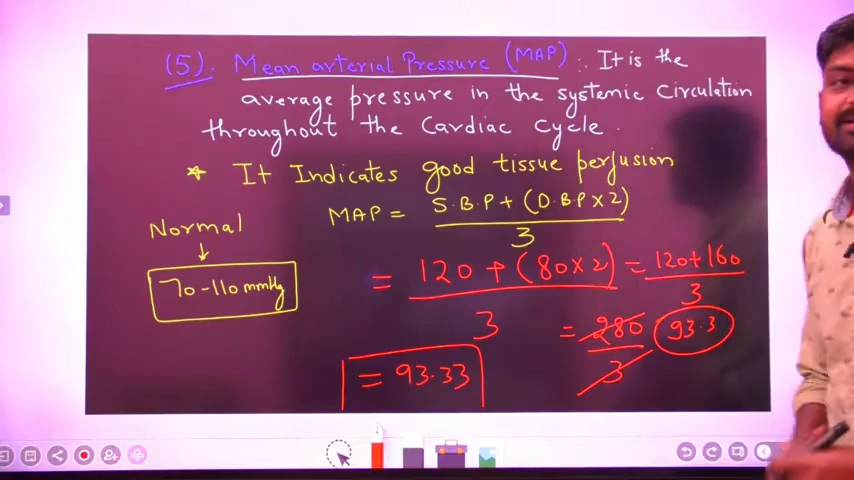 (5). Mean arterial Pressure (MAP) : It is the
average pressure in the systemic Circulation
throughout the Cardiac Cycle.
* It Indicates good tissue perfusion
Normal
70-110 mmHg
MAP = S.B.P + (D.B.P x 2)
3
= 120 + (80 x 2) = 120 + 160
3 3
= 280 93.3
3
= 93.33